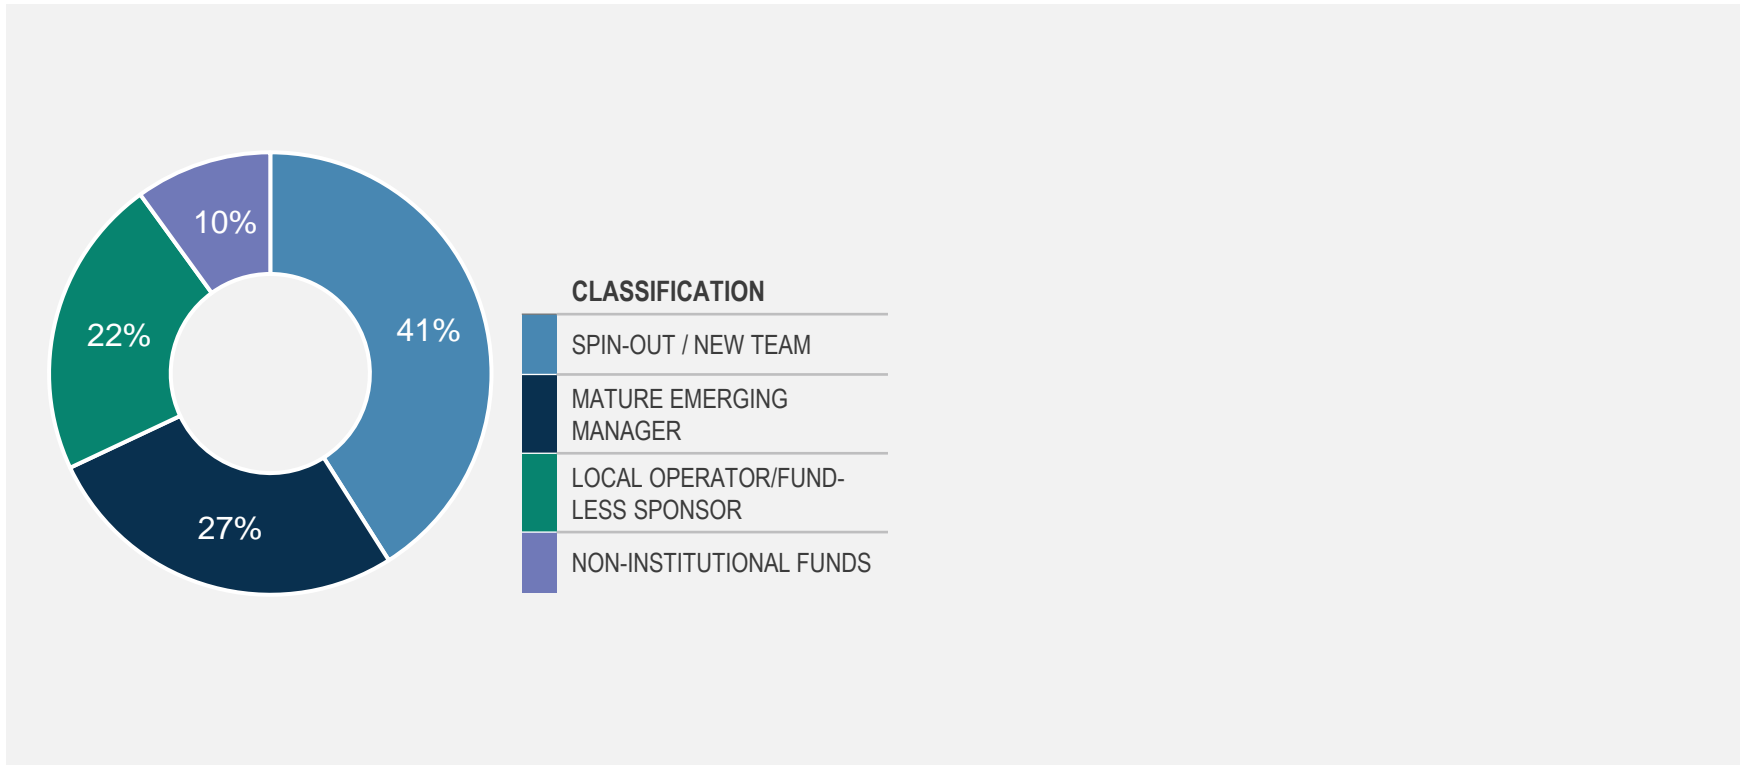 10%
41%
22%
27%
CLASSIFICATION
SPIN-OUT / NEW TEAM
MATURE EMERGING
MANAGER
LOCAL OPERATOR/FUND-
LESS SPONSOR
NON-INSTITUTIONAL FUNDS